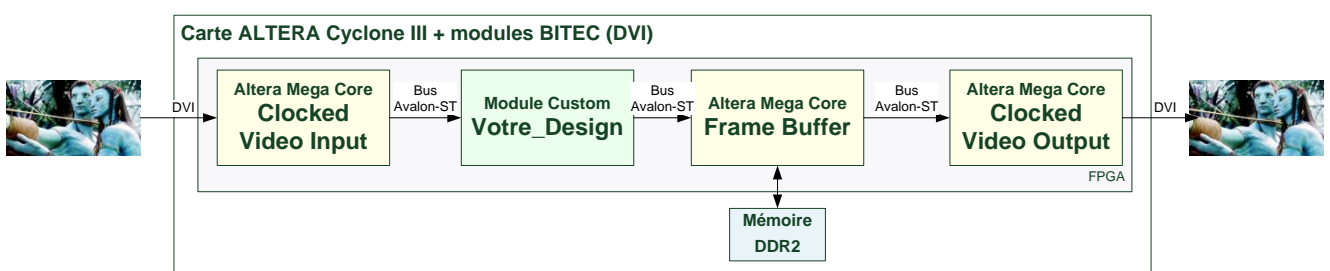 Carte ALTERA Cyclone III + modules BITEC (DVI)
DVI
Altera Mega Core
Clocked
Video Input
Bus
Avalon-ST
Module Custom
Votre_Design
Bus
Avalon-ST
Altera Mega Core
Frame Buffer
Bus
Avalon-ST
Altera Mega Core
Clocked
Video Output
DVI
FPGA
Mémoire
DDR2